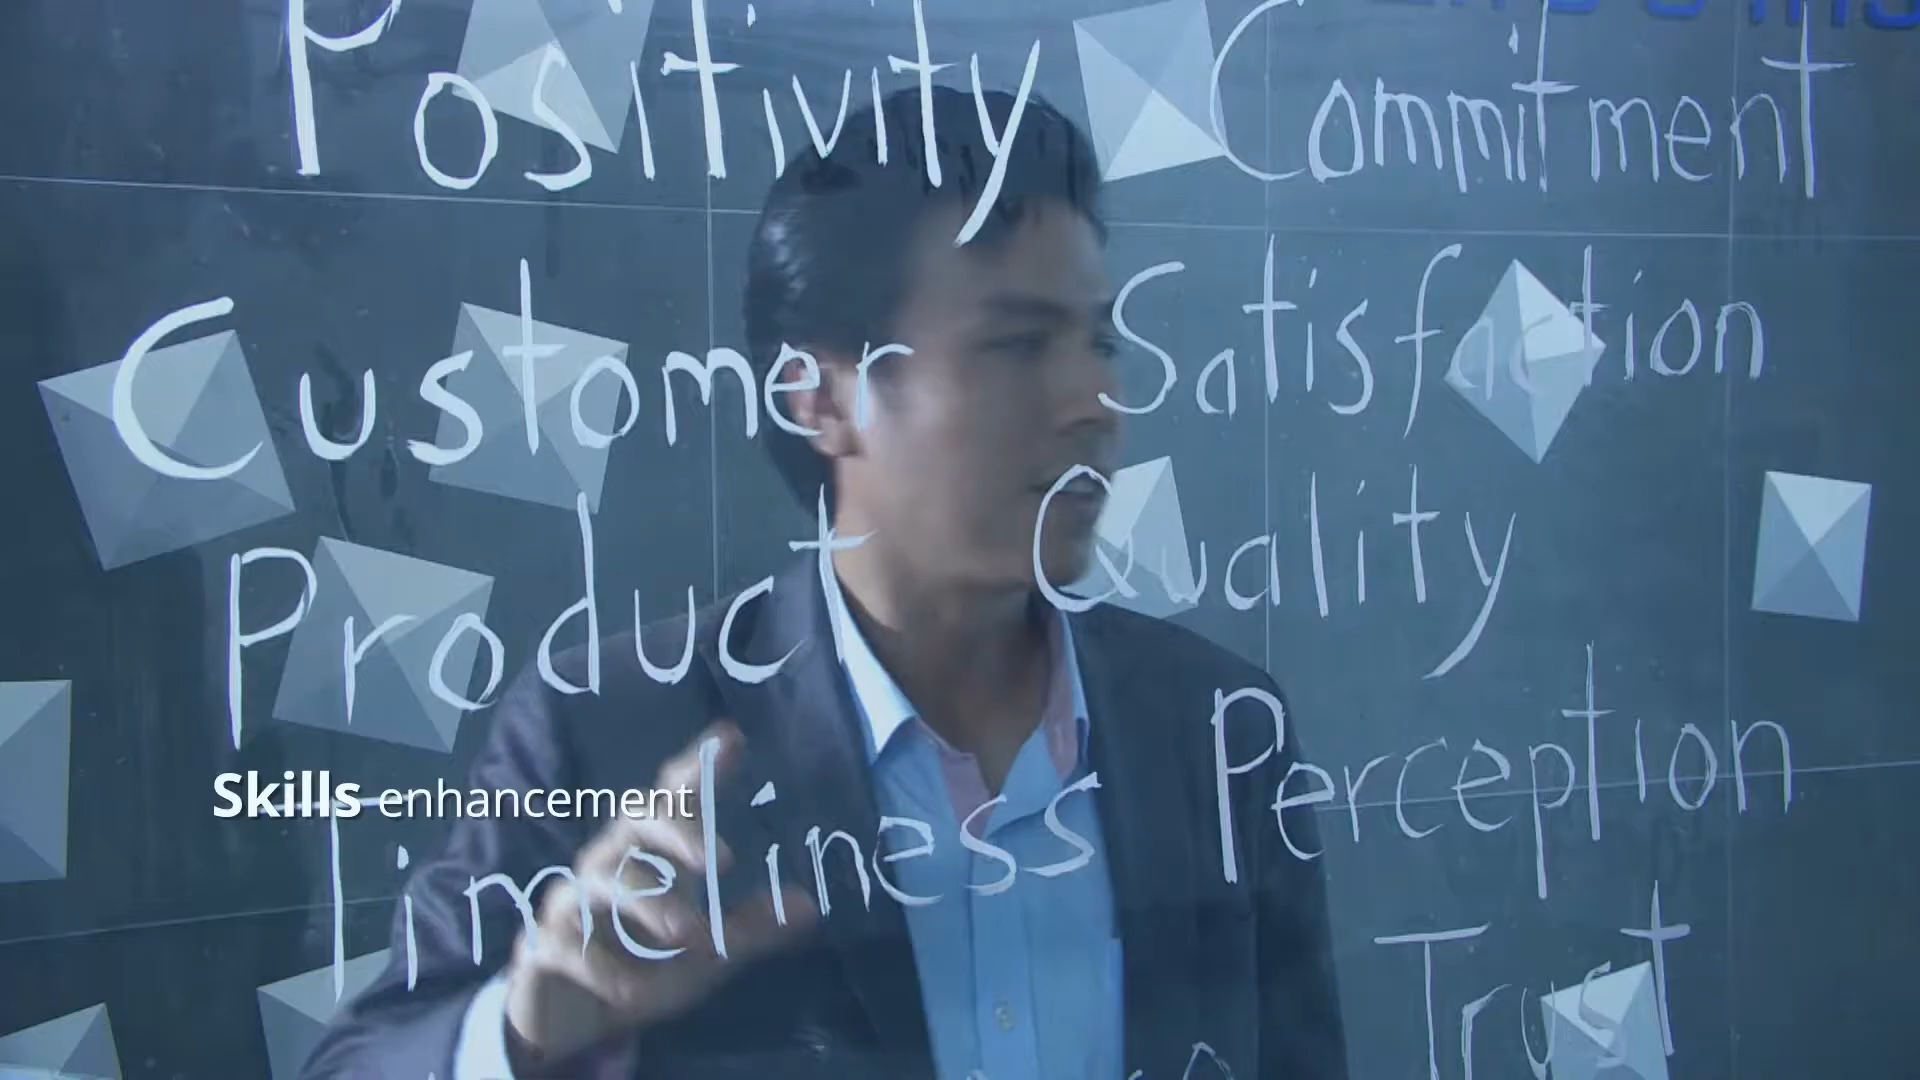 Positivity Commitment
Customer Satisfaction
Product Quality
Skills enhancement
Timeliness Perception
Trust